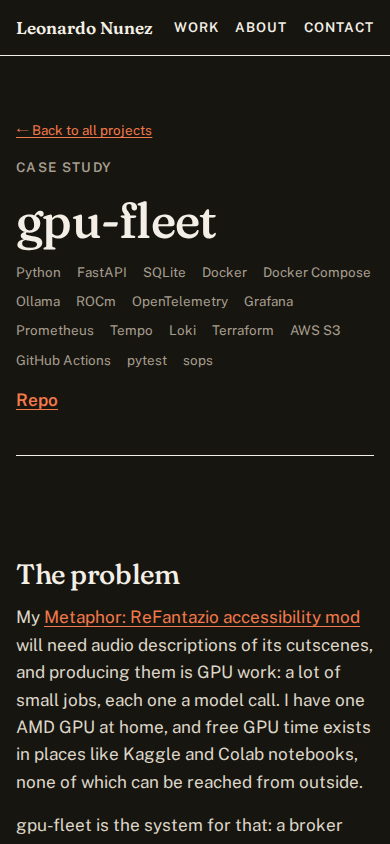 Leonardo Nunez WORK ABOUT CONTACT
← Back to all projects
CASE STUDY
gpu-fleet
Python FastAPI SQLite Docker Docker Compose
Ollama ROCm OpenTelemetry Grafana
Prometheus Tempo Loki Terraform AWS S3
GitHub Actions pytest sops
Repo
The problem
My Metaphor: ReFantazio accessibility mod
will need audio descriptions of its cutscenes,
and producing them is GPU work: a lot of
small jobs, each one a model call. I have one
AMD GPU at home, and free GPU time exists
in places like Kaggle and Colab notebooks,
none of which can be reached from outside.
gpu-fleet is the system for that: a broker